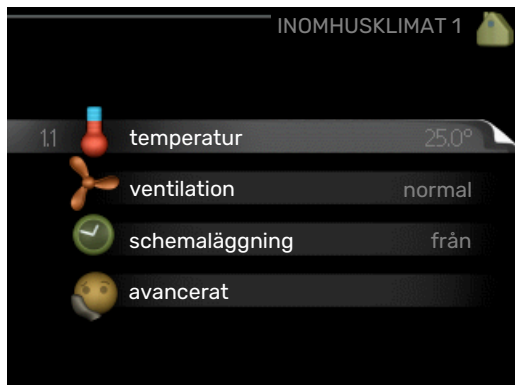 INOMHUSKLIMAT 1
1.1 temperatur 25.0°
ventilation normal
schemaläggning från
avancerat